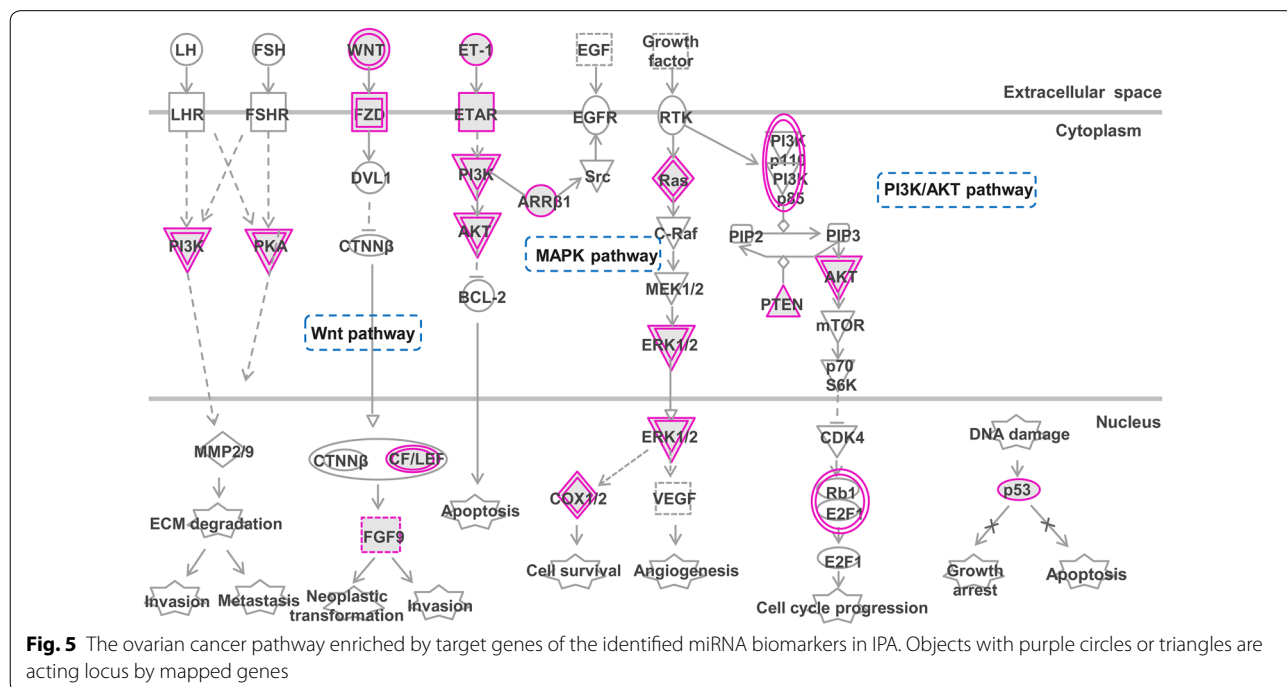 LH
FSH
WNT
ET-1
EGF
Growth
factor
Extracellular space
LHR
FSHR
FZD
ETAR
EGFR
RTK
Cytoplasm
DVL1
PI3K
Src
Ras
PI3K
p110
PI3K
p85
PI3K/AKT pathway
ARRβ1
PI3K
PKA
CTNNβ
AKT
C-Raf
PIP2
PIP3
MAPK pathway
MEK1/2
AKT
BCL-2
PTEN
mTOR
Wnt pathway
ERK1/2
p70
S6K
Nucleus
MMP2/9
CTNNβ
CF/LEF
ERK1/2
CDK4
DNA damage
COX1/2
VEGF
Rb1
E2F1
p53
ECM degradation
Apoptosis
FGF9
E2F1
Invasion
Metastasis
Neoplastic
transformation
Invasion
Cell survival
Angiogenesis
Cell cycle progression
Growth
arrest
Apoptosis
Fig. 5 The ovarian cancer pathway enriched by target genes of the identified miRNA biomarkers in IPA. Objects with purple circles or triangles are
acting locus by mapped genes